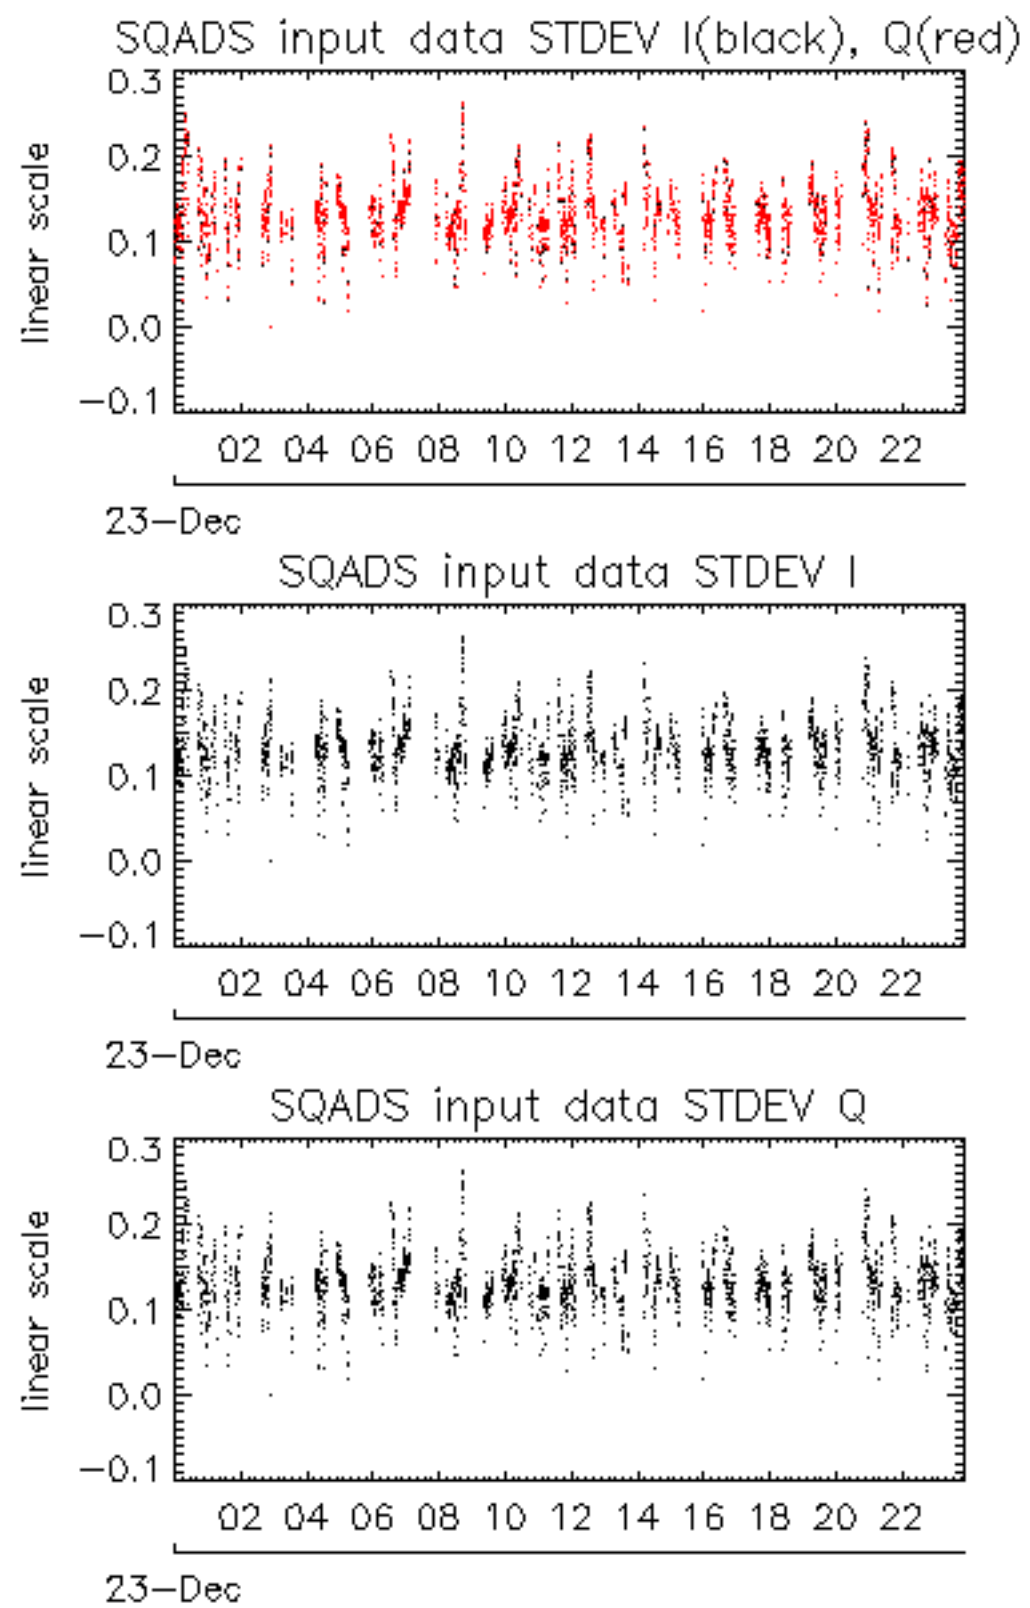 SQADS input data STDEV I(black), Q(red)
0.3
0.2
0.1
0.0
−0.1
linear scale
02 04 06 08 10 12 14 16 18 20 22
23−Dec
SQADS input data STDEV I
0.3
0.2
0.1
0.0
−0.1
linear scale
02 04 06 08 10 12 14 16 18 20 22
23−Dec
SQADS input data STDEV Q
0.3
0.2
0.1
0.0
−0.1
linear scale
02 04 06 08 10 12 14 16 18 20 22
23−Dec